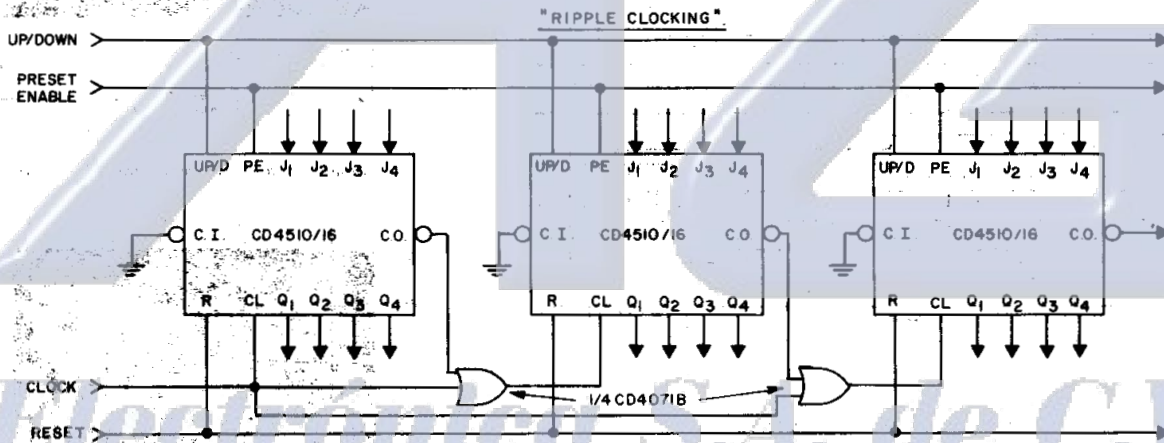 "RIPPLE CLOCKING"
UP/DOWN
PRESET
ENABLE
UP/D PE J1 J2 J3 J4
UP/D PE J1 J2 J3 J4
UP/D PE J1 J2 J3 J4
C.I. CD4510/16 C.O.
C.I. CD4510/16 C.O.
C.I. CD4510/16 C.O.
R CL Q1 Q2 Q3 Q4
R CL Q1 Q2 Q3 Q4
R CL Q1 Q2 Q3 Q4
CLOCK
1/4 CD4071B
RESET
Electrónica S.A. de C.V.